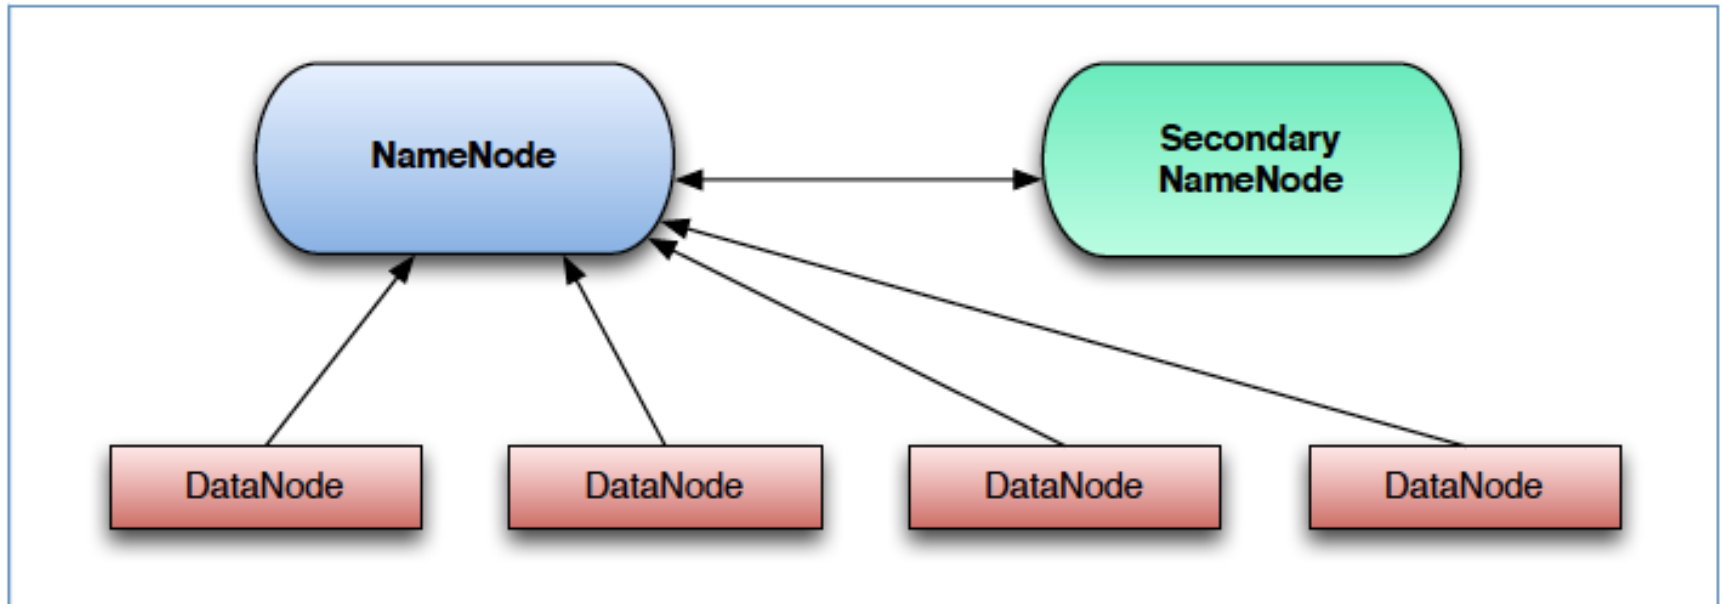 NameNode
Secondary
NameNode
DataNode
DataNode
DataNode
DataNode